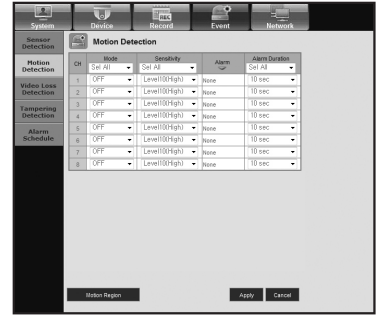 System Device Record Event Network
Sensor Detection
Motion Detection
Video Loss Detection
Tampering Detection
Alarm Schedule
Motion Detection
CH Mode Sensitivity Alarm Alarm Duration
Sel All Sel All Sel All
1 OFF Level10(High) None 10 sec
2 OFF Level10(High) None 10 sec
3 OFF Level10(High) None 10 sec
4 OFF Level10(High) None 10 sec
5 OFF Level10(High) None 10 sec
6 OFF Level10(High) None 10 sec
7 OFF Level10(High) None 10 sec
8 OFF Level10(High) None 10 sec
Motion Region Apply Cancel